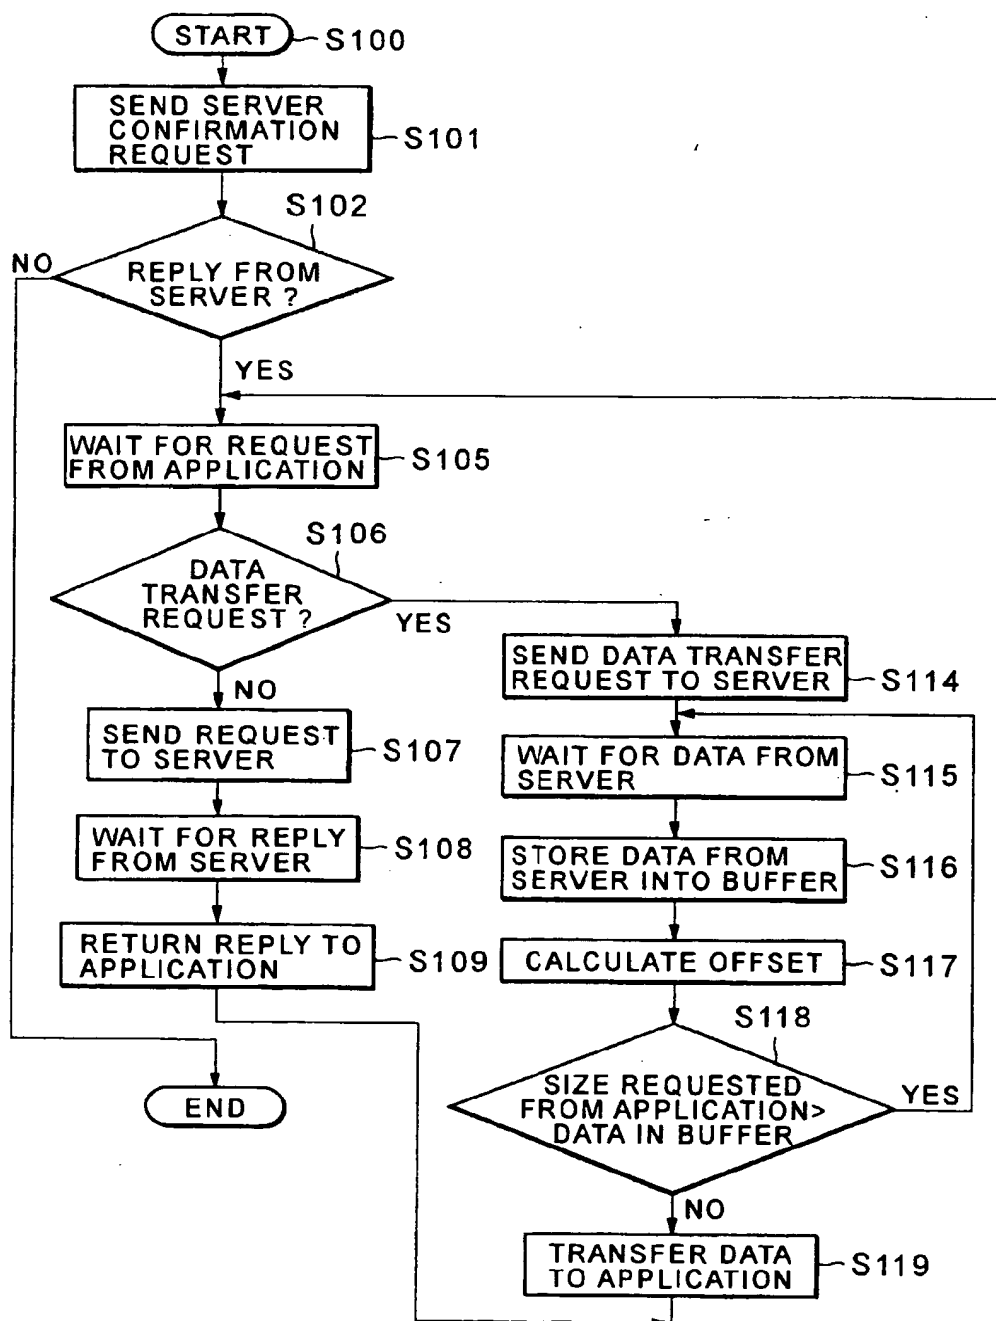 START
S100
SEND SERVER
CONFIRMATION
REQUEST
S101
S102
NO
REPLY FROM
SERVER ?
YES
WAIT FOR REQUEST
FROM APPLICATION
S105
S106
DATA
TRANSFER
REQUEST ?
YES
NO
SEND REQUEST
TO SERVER
S107
WAIT FOR REPLY
FROM SERVER
S108
RETURN REPLY TO
APPLICATION
S109
END
SEND DATA TRANSFER
REQUEST TO SERVER
S114
WAIT FOR DATA FROM
SERVER
S115
STORE DATA FROM
SERVER INTO BUFFER
S116
CALCULATE OFFSET
S117
S118
SIZE REQUESTED
FROM APPLICATION>
DATA IN BUFFER
YES
NO
TRANSFER DATA
TO APPLICATION
S119